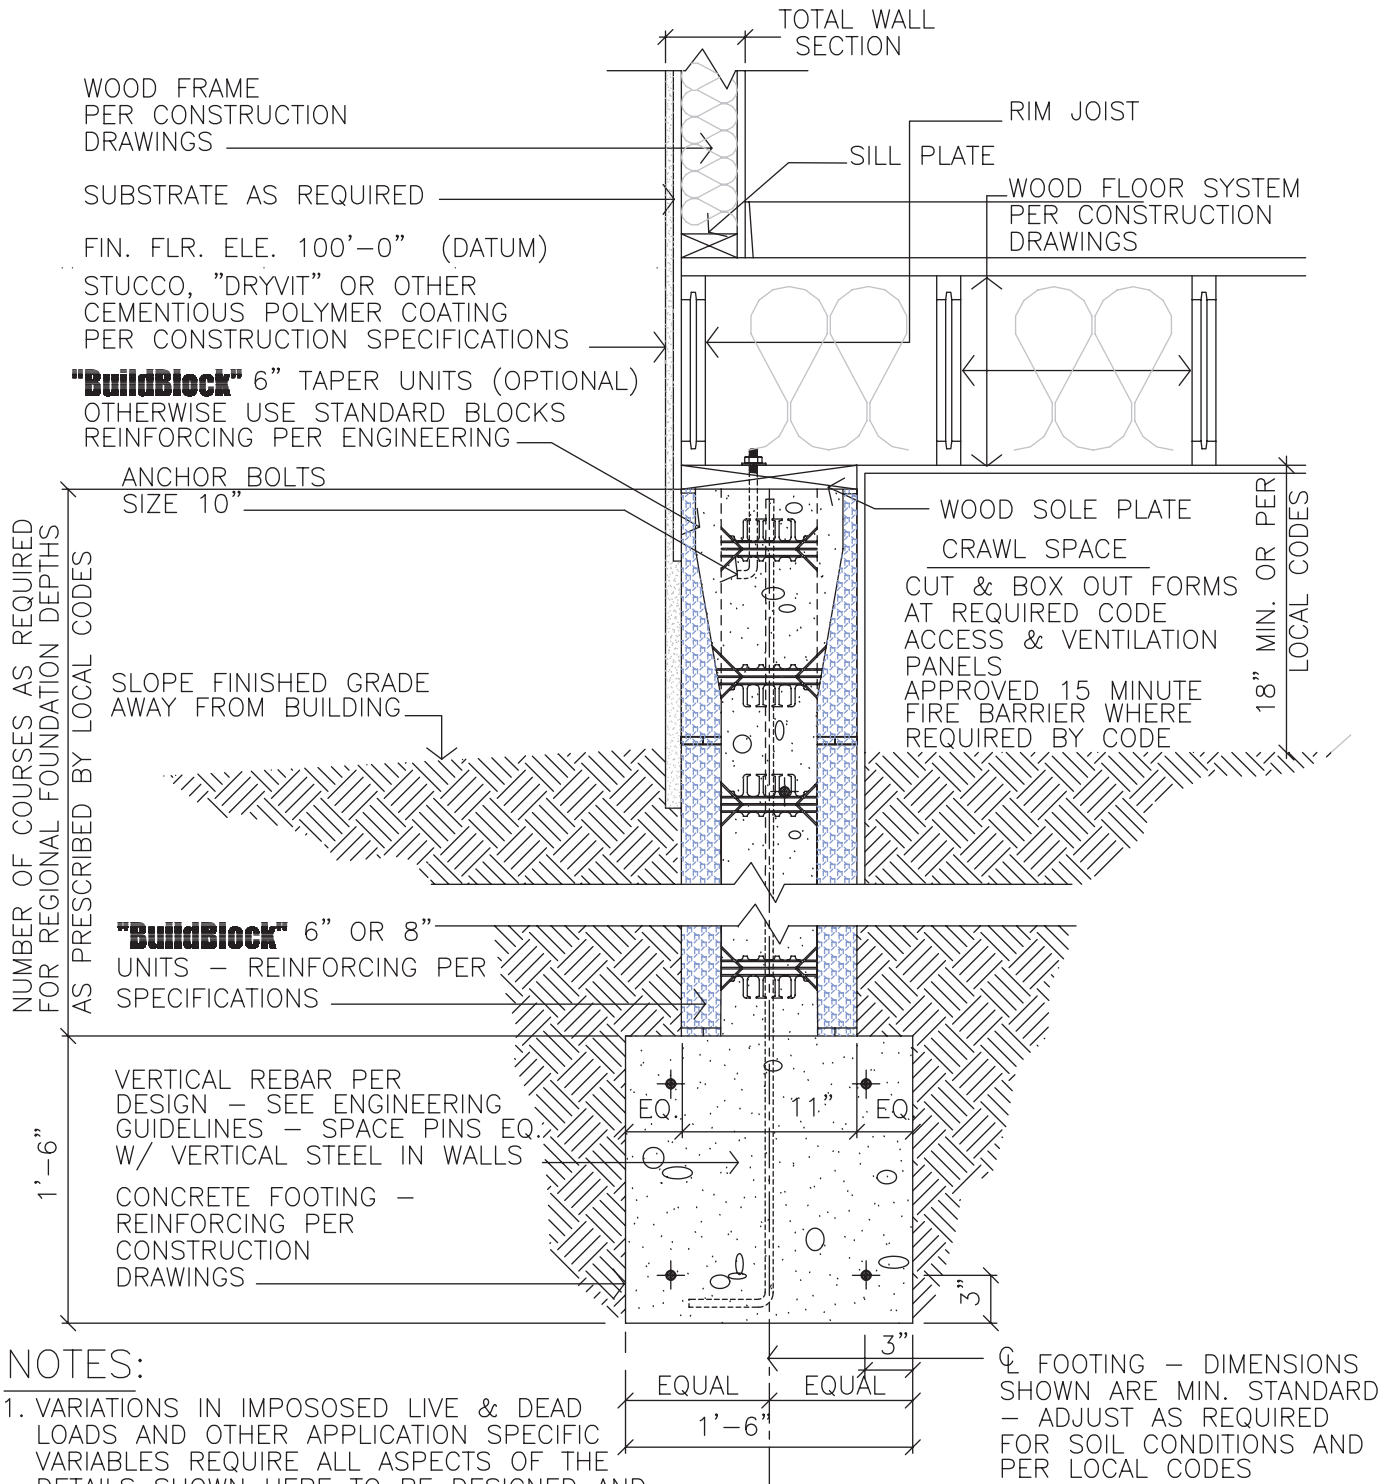 TOTAL WALL
SECTION
WOOD FRAME
PER CONSTRUCTION
DRAWINGS
RIM JOIST
SILL PLATE
SUBSTRATE AS REQUIRED
WOOD FLOOR SYSTEM
PER CONSTRUCTION
DRAWINGS
FIN. FLR. ELE. 100'-0" (DATUM)
STUCCO, "DRYVIT" OR OTHER
CEMENTIOUS POLYMER COATING
PER CONSTRUCTION SPECIFICATIONS
"BuildBlock" 6" TAPER UNITS (OPTIONAL)
OTHERWISE USE STANDARD BLOCKS
REINFORCING PER ENGINEERING
ANCHOR BOLTS
SIZE 10"
WOOD SOLE PLATE
CRAWL SPACE
CUT & BOX OUT FORMS
AT REQUIRED CODE
ACCESS & VENTILATION
PANELS
APPROVED 15 MINUTE
FIRE BARRIER WHERE
REQUIRED BY CODE
18" MIN. OR PER
LOCAL CODES
NUMBER OF COURSES AS REQUIRED
FOR REGIONAL FOUNDATION DEPTHS
AS PRESCRIBED BY LOCAL CODES
SLOPE FINISHED GRADE
AWAY FROM BUILDING
"BuildBlock" 6" OR 8"
UNITS - REINFORCING PER
SPECIFICATIONS
VERTICAL REBAR PER
DESIGN - SEE ENGINEERING
GUIDELINES - SPACE PINS EQ.
W/ VERTICAL STEEL IN WALLS
EQ. 11" EQ.
1'-6"
CONCRETE FOOTING -
REINFORCING PER
CONSTRUCTION
DRAWINGS
3"
3"
EQUAL EQUAL
1'-6"
℄ FOOTING - DIMENSIONS
SHOWN ARE MIN. STANDARD
- ADJUST AS REQUIRED
FOR SOIL CONDITIONS AND
PER LOCAL CODES
NOTES:
1. VARIATIONS IN IMPOSOSED LIVE & DEAD
LOADS AND OTHER APPLICATION SPECIFIC
VARIABLES REQUIRE ALL ASPECTS OF THE
DETAILS SHOWN HERE TO BE DESIGNED AND